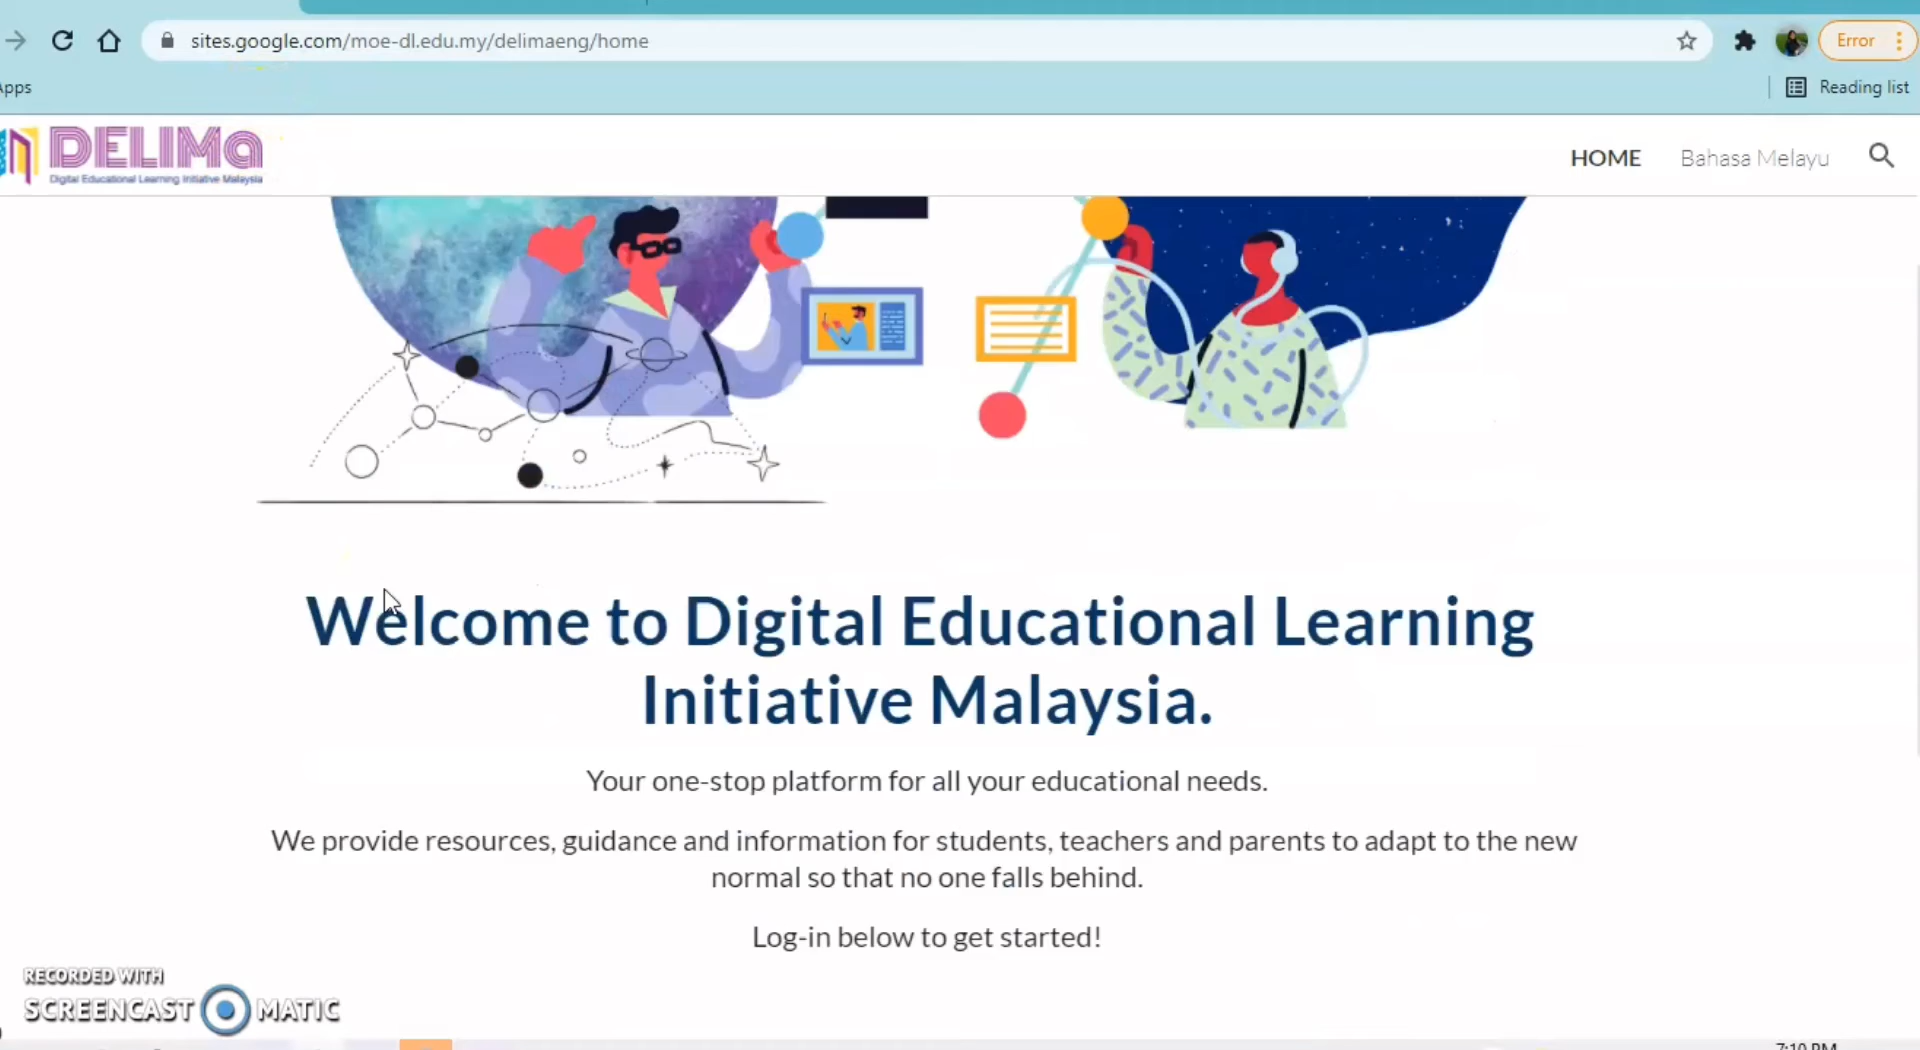 sites.google.com/moe-dl.edu.my/delimaeng/home
Error
Reading list
DELIMa
Digital Educational Learning Initiative Malaysia
HOME
Bahasa Melayu
Welcome to Digital Educational Learning
Initiative Malaysia.
Your one-stop platform for all your educational needs.
We provide resources, guidance and information for students, teachers and parents to adapt to the new
normal so that no one falls behind.
Log-in below to get started!
RECORDED WITH
SCREENCAST MATIC